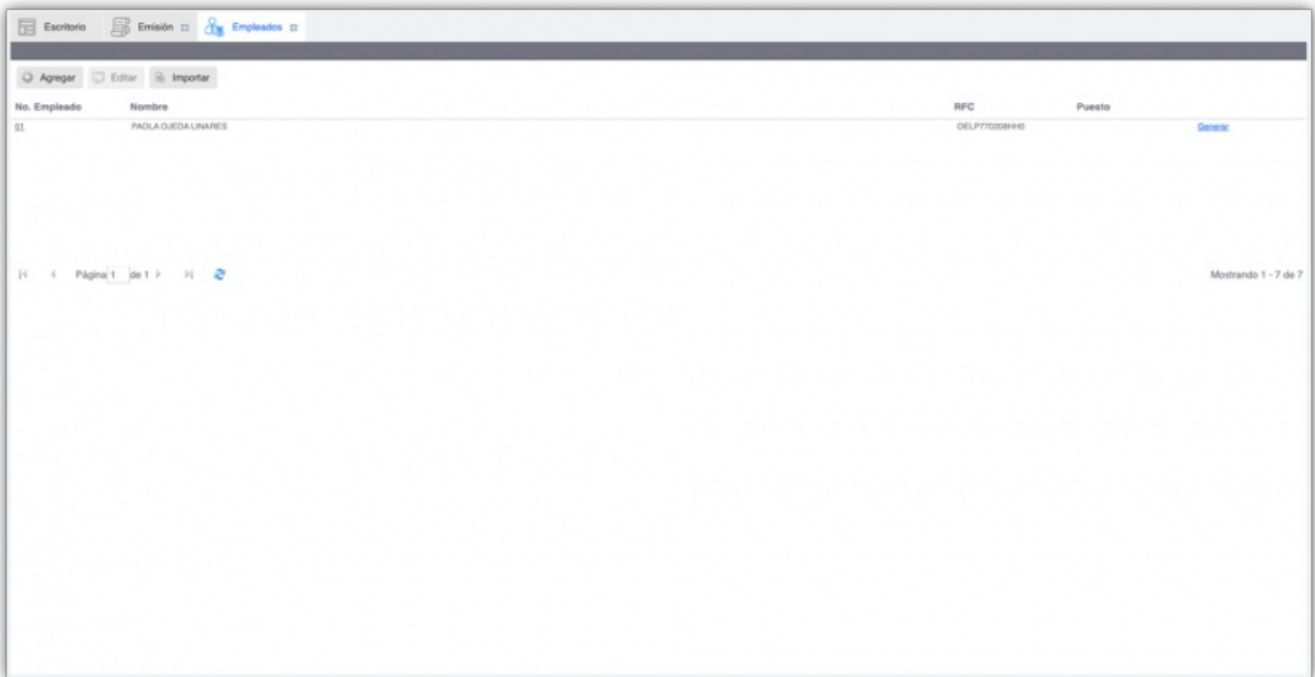 Escritorio Emisión Empleados
Agregar Editar Importar
No. Empleado Nombre RFC Puesto
01 PAOLA OJEDA LINARES OELP770208HH0 Generar
Página 1 de 1 Mostrando 1 - 7 de 7